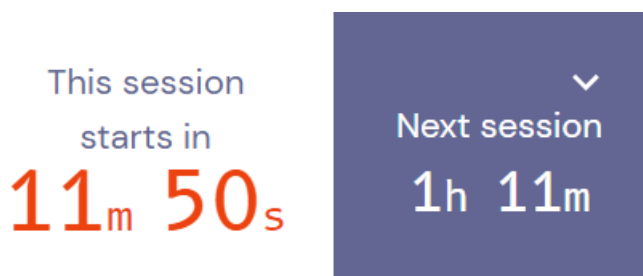 This session
starts in
11m 50s
Next session
1h 11m